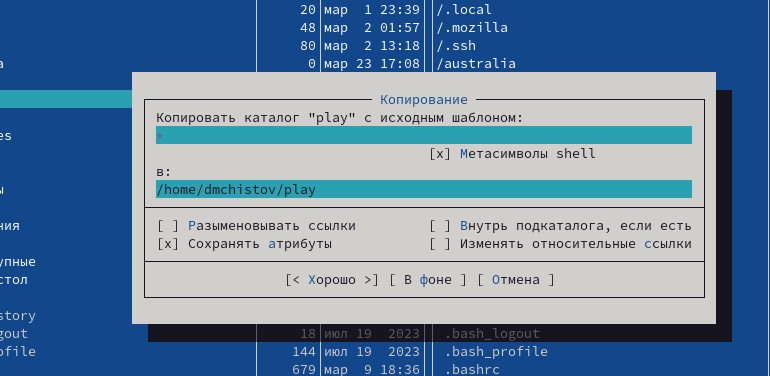 20 мар  1 23:39 /.local
48 мар  2 01:57 /.mozilla
80 мар  2 13:18 /.ssh
а 0 мар 23 17:08 /australia
Копирование
Копировать каталог "play" с исходным шаблоном:
*
es [x] Метасимволы shell
в:
ы /home/dmchistov/play
ния [ ] Разыменовывать ссылки [ ] Внутрь подкаталога, если есть
[x] Сохранять атрибуты [ ] Изменять относительные ссылки
упные
стол [< Хорошо >] [ В фоне ] [ Отмена ]
story
gout 18 июл 19  2023 .bash_logout
ofile 144 июл 19  2023 .bash_profile
679 мар  9 18:36 .bashrc